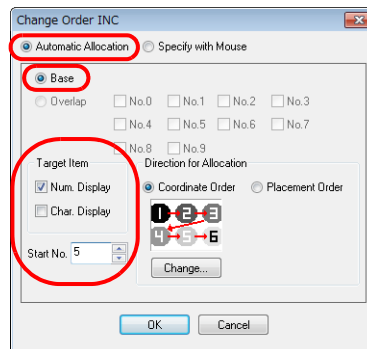 Change Order INC
Automatic Allocation Specify with Mouse
Base
Overlap No.0 No.1 No.2 No.3
No.4 No.5 No.6 No.7
No.8 No.9
Target Item Direction for Allocation
Num. Display Coordinate Order Placement Order
Char. Display
1 2 3
4 5 6
Start No. 5
Change...
OK Cancel